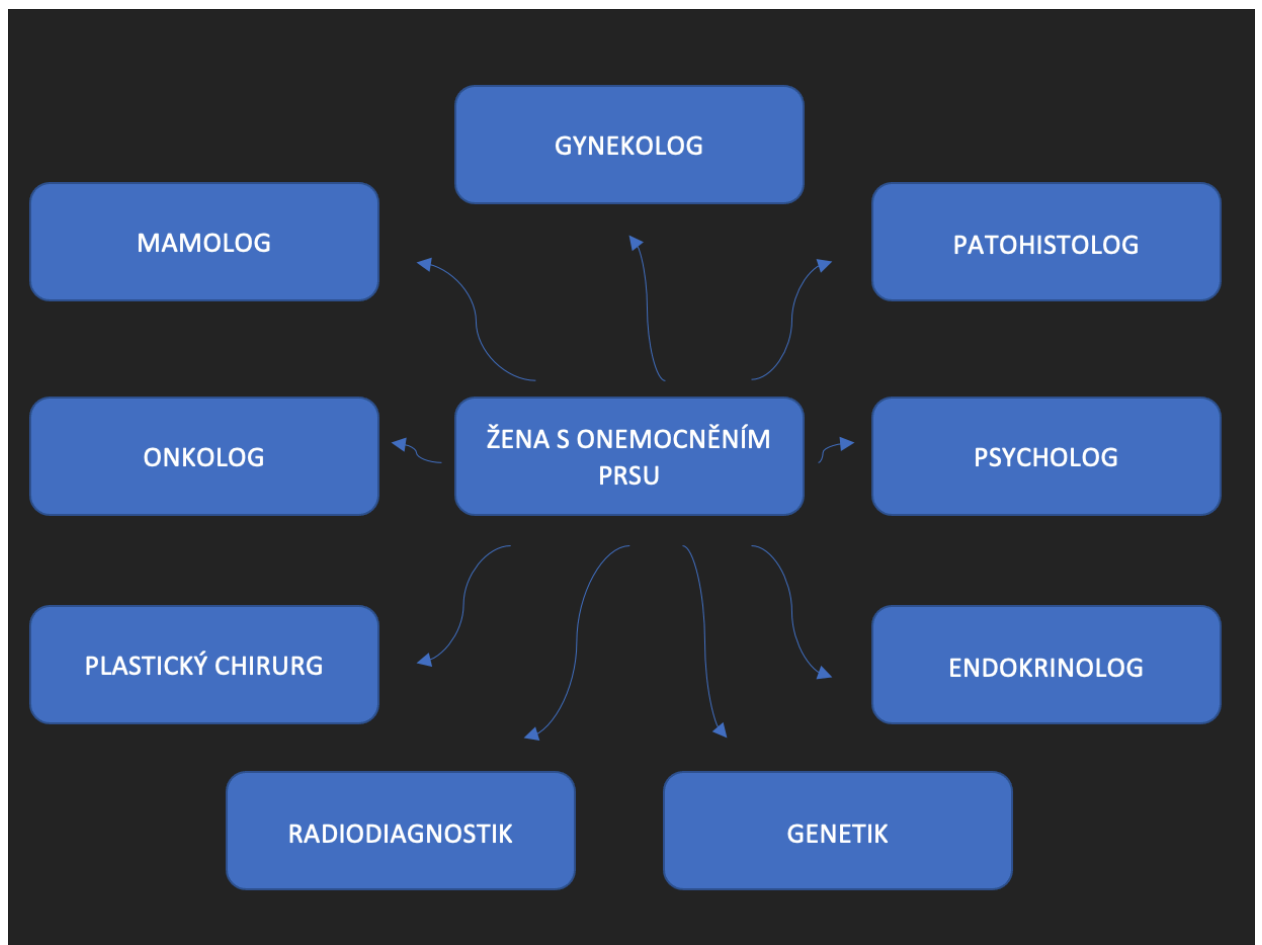 GYNEKOLOG
MAMOLOG
PATOHISTOLOG
ONKOLOG
ŽENA S ONEMOCNĚNÍM
PRSU
PSYCHOLOG
PLASTICKÝ CHIRURG
ENDOKRINOLOG
RADIODIAGNOSTIK
GENETIK